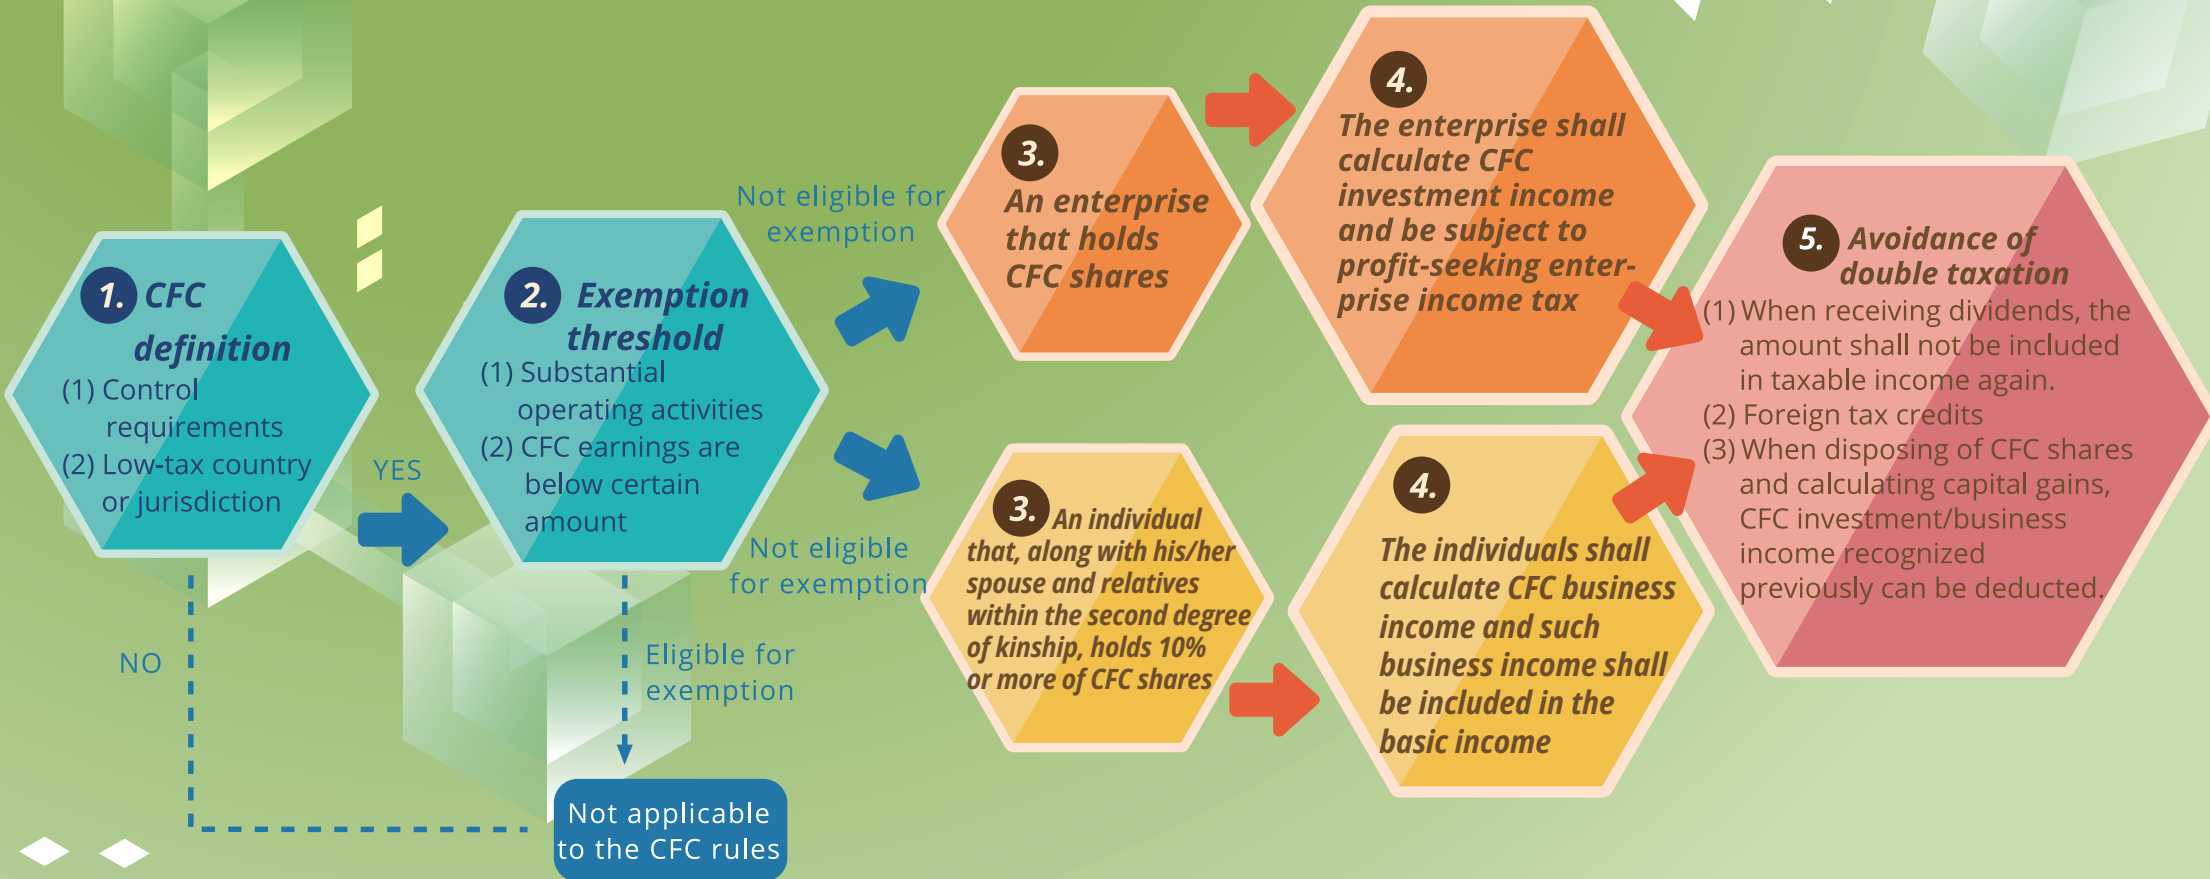 1. CFC
definition
(1) Control
requirements
(2) Low-tax country
or jurisdiction
YES
NO
2. Exemption
threshold
(1) Substantial
operating activities
(2) CFC earnings are
below certain
amount
Eligible for
exemption
Not applicable
to the CFC rules
Not eligible for
exemption
Not eligible
for exemption
3.
An enterprise
that holds
CFC shares
4.
The enterprise shall
calculate CFC
investment income
and be subject to
profit-seeking enter-
prise income tax
3. An individual
that, along with his/her
spouse and relatives
within the second degree
of kinship, holds 10%
or more of CFC shares
4.
The individuals shall
calculate CFC business
income and such
business income shall
be included in the
basic income
5. Avoidance of
double taxation
(1) When receiving dividends, the
amount shall not be included
in taxable income again.
(2) Foreign tax credits
(3) When disposing of CFC shares
and calculating capital gains,
CFC investment/business
income recognized
previously can be deducted.